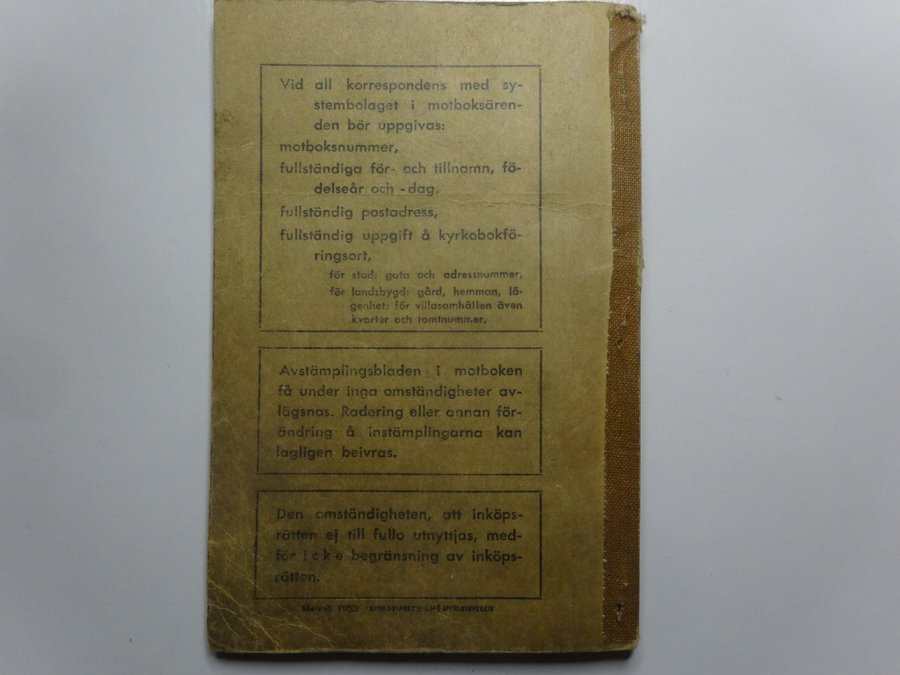 Vid all korrespondens med sy-
stembolaget i motboksären-
den bör uppgivas:
motboksnummer,
fullständiga för- och tillnamn, fö-
delseår och -dag,
fullständig postadress,
fullständig uppgift å kyrkobokfö-
ringsort,
för stad: gata och adressnummer,
för landsbygd: gård, hemman, lä-
genhet; för villasamhällen även
kvarter och tomtnummer.
Avstämplingsbladen i motboken
få under inga omständigheter av-
lägsnas. Radering eller annan för-
ändring å instämplingarna kan
lagligen beivras.
Den omständigheten, att inköps-
rätten ej till fullo utnyttjas, med-
för icke begränsning av inköps-
rätten.
Malmö 1953